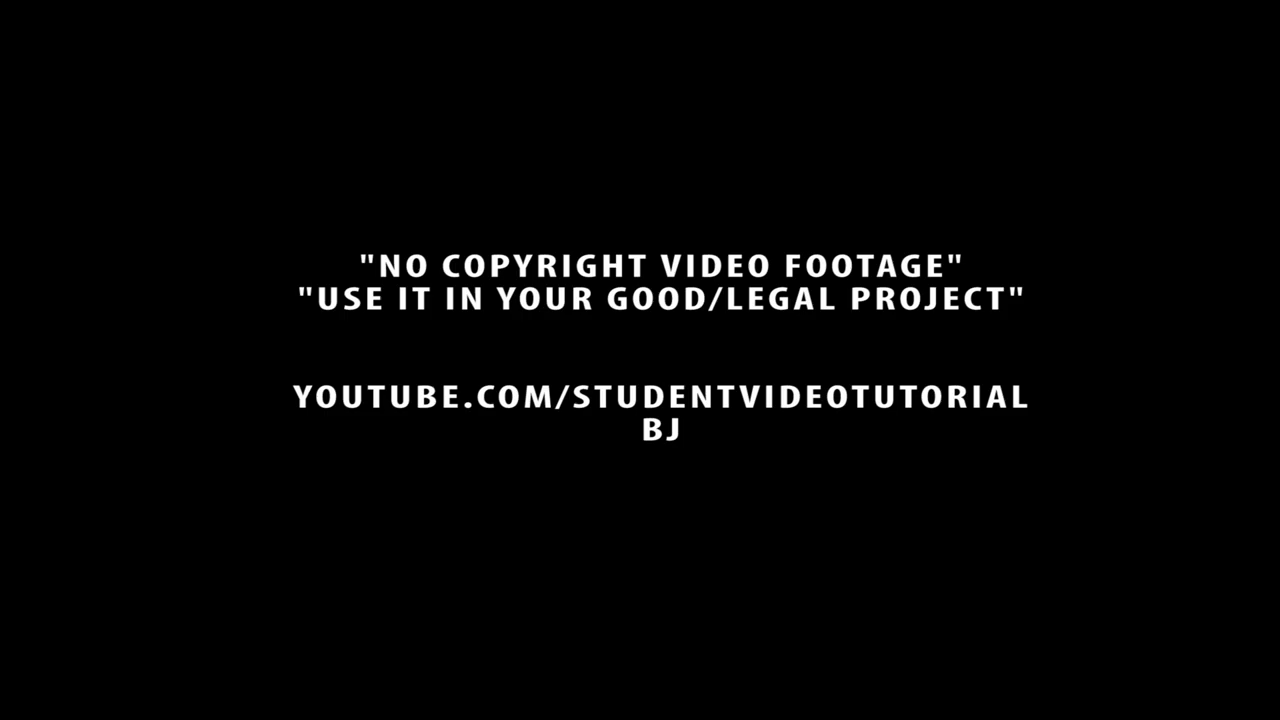 "NO COPYRIGHT VIDEO FOOTAGE"
"USE IT IN YOUR GOOD/LEGAL PROJECT"
YOUTUBE.COM/STUDENTVIDEOTUTORIAL
BJ